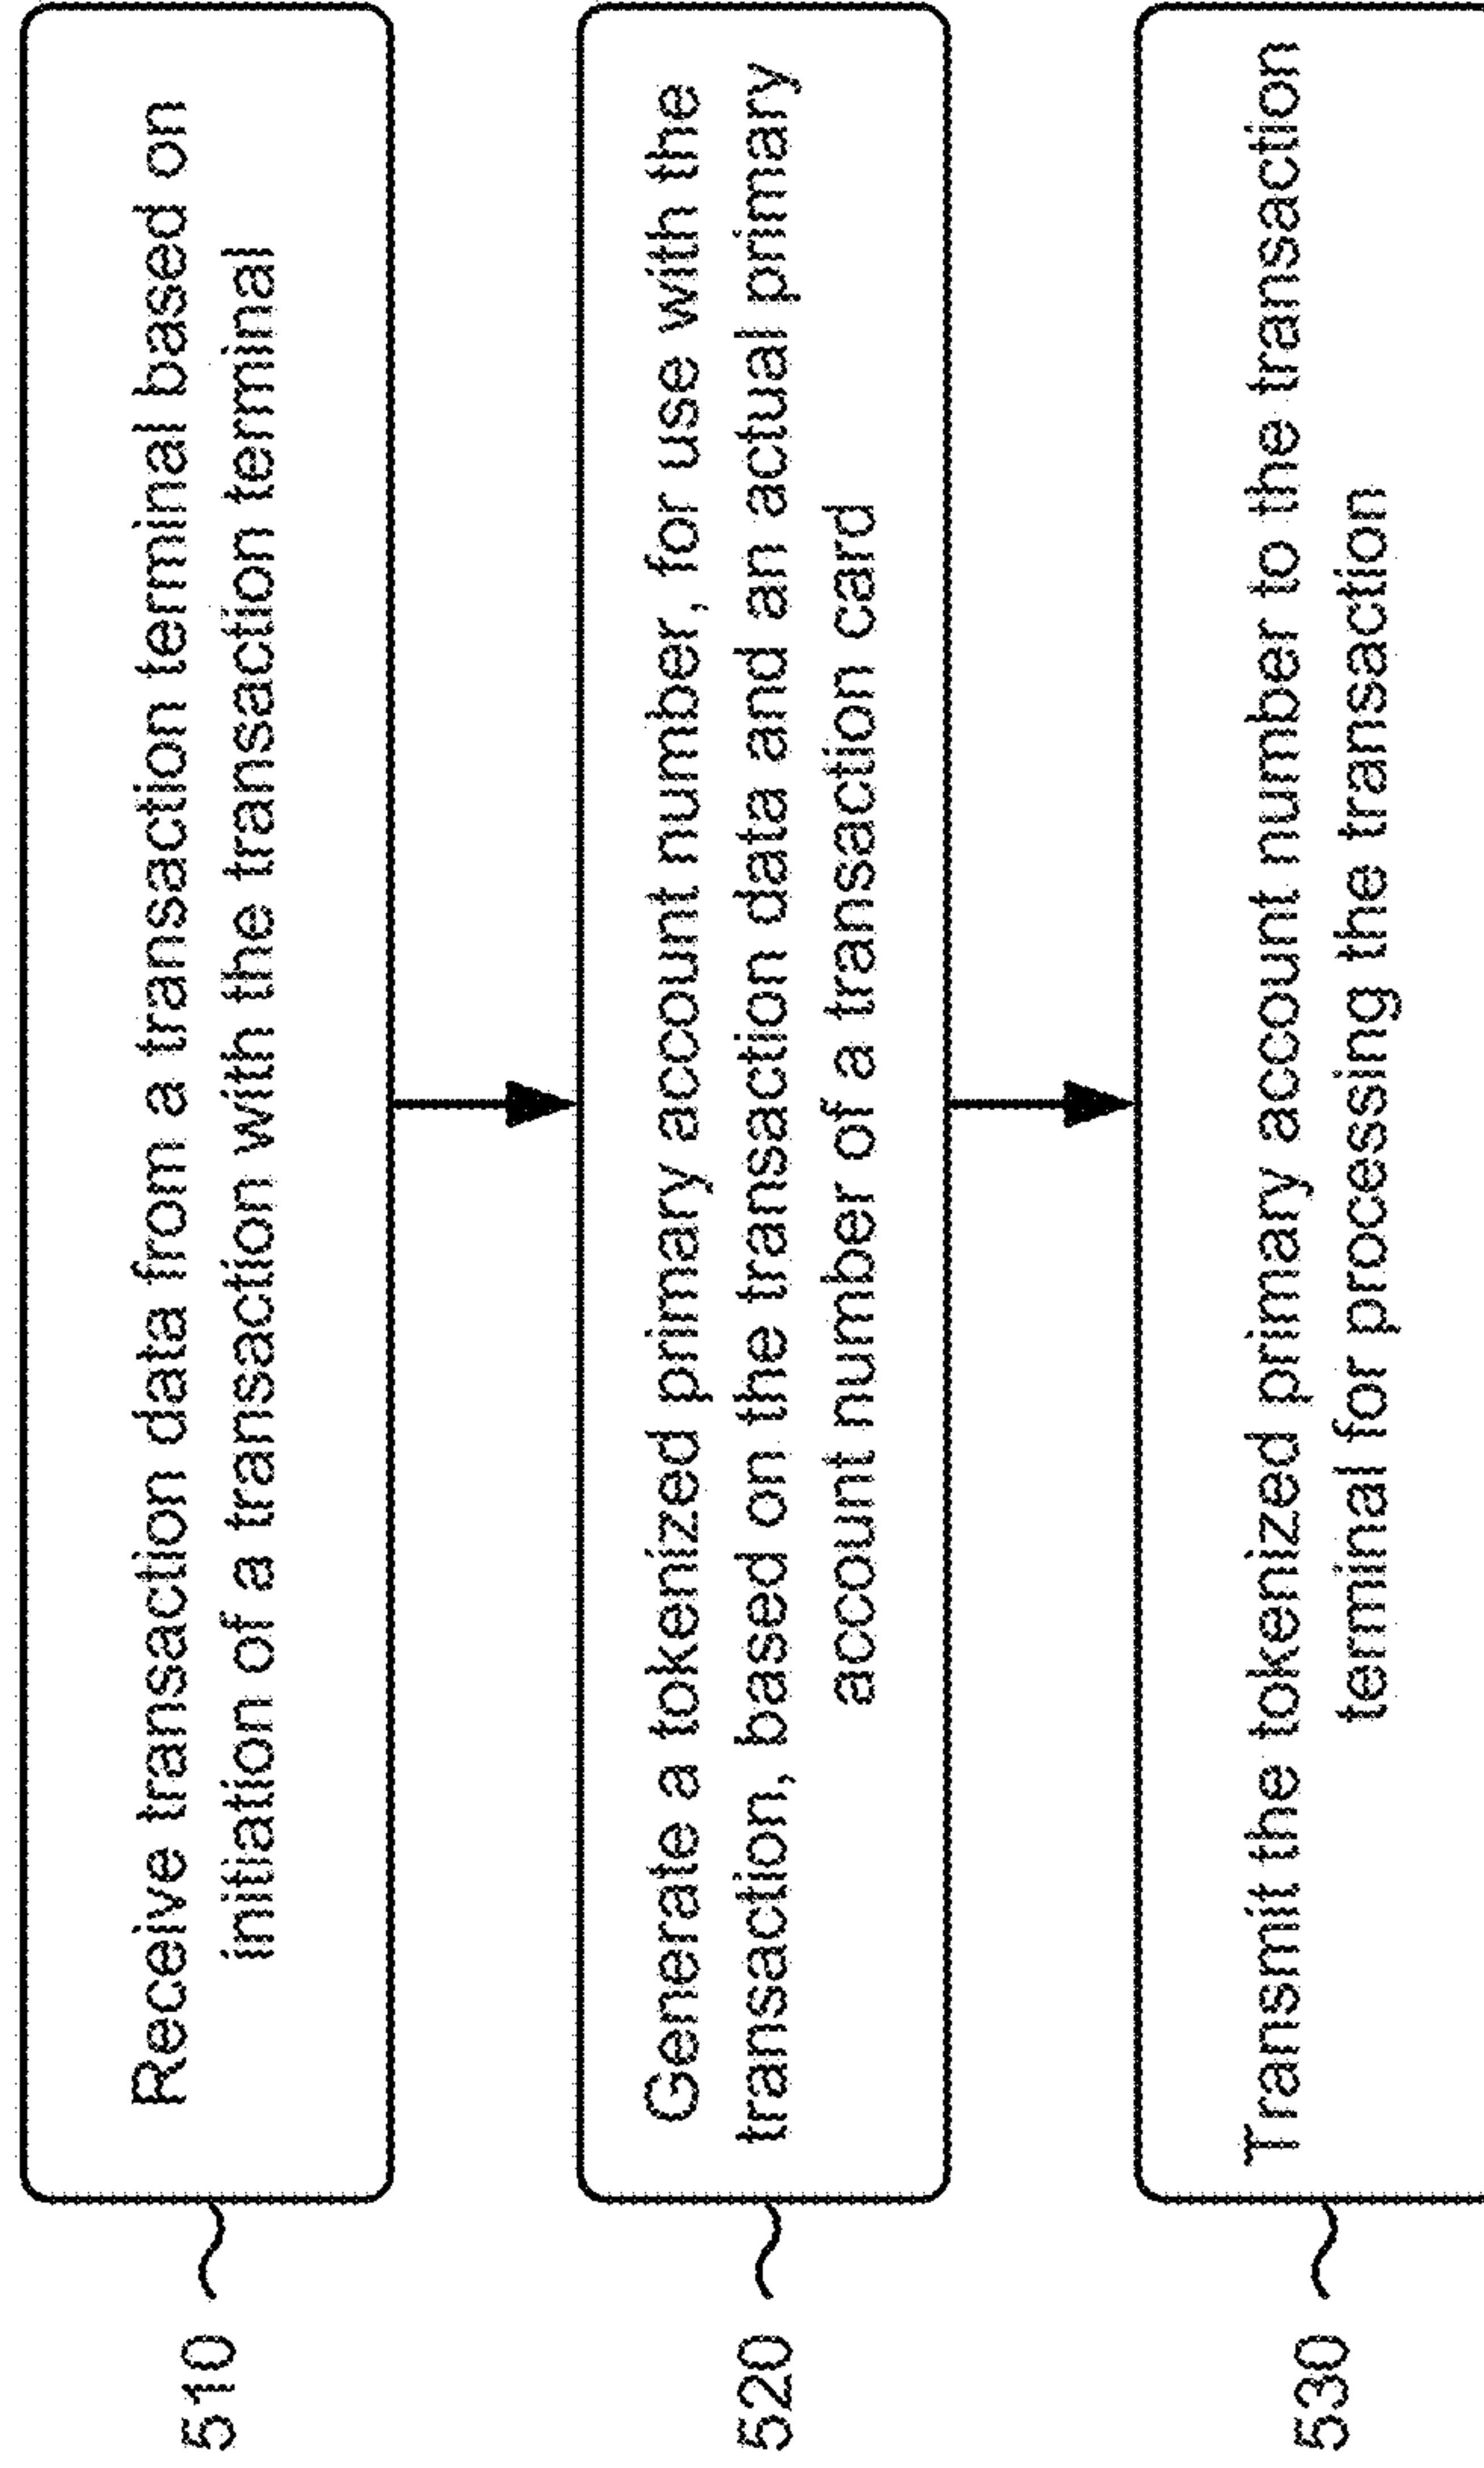 510
Receive transaction data from a transaction terminal based on
initiation of a transaction with the transaction terminal
520
Generate a tokenized primary account number, for use with the
transaction, based on the transaction data and an actual primary
account number of a transaction card
530
Transmit the tokenized primary account number to the transaction
terminal for processing the transaction